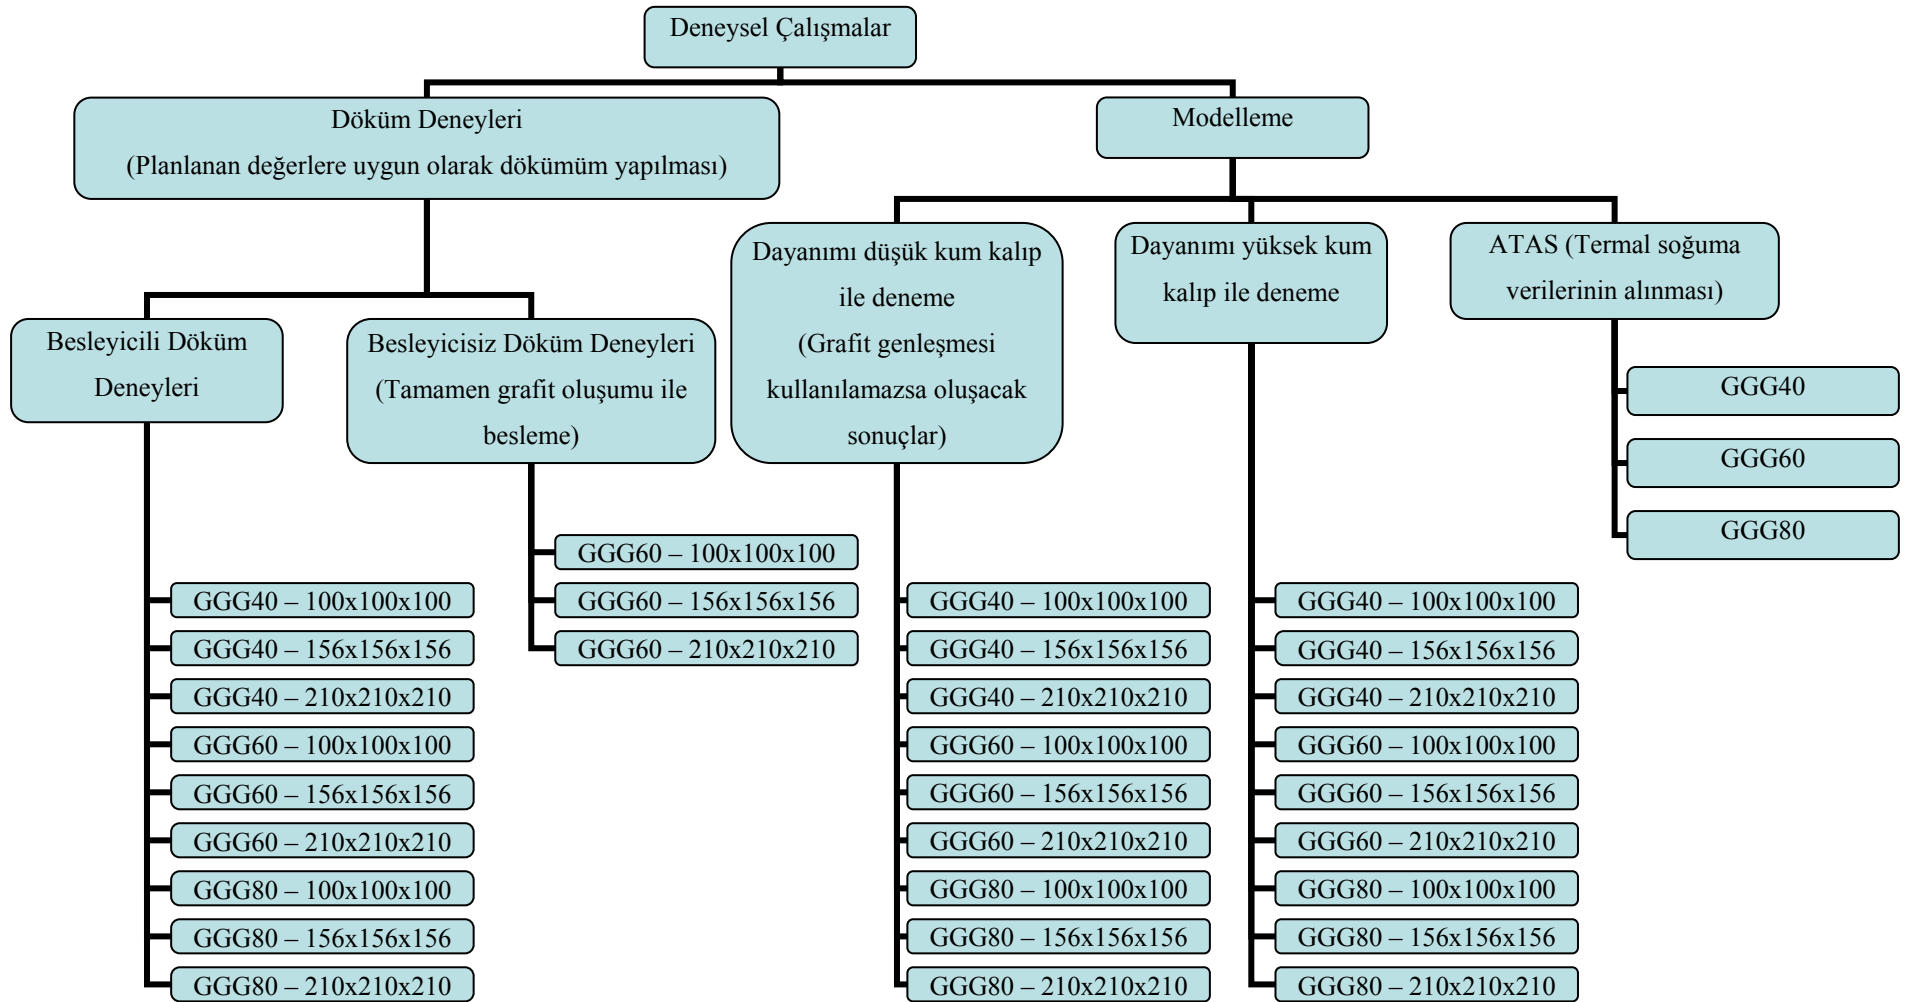 Deneysel Çalışmalar
Döküm Deneyleri
(Planlanan değerlere uygun olarak dökümüm yapılması)
Modelleme
Besleyicili Döküm
Deneyleri
Besleyicisiz Döküm Deneyleri
(Tamamen grafit oluşumu ile
besleme)
Dayanımı düşük kum kalıp
ile deneme
(Grafit genleşmesi
kullanılamazsa oluşacak
sonuçlar)
Dayanımı yüksek kum
kalıp ile deneme
ATAS (Termal soğuma
verilerinin alınması)
GGG40 – 100x100x100
GGG40 – 156x156x156
GGG40 – 210x210x210
GGG60 – 100x100x100
GGG60 – 156x156x156
GGG60 – 210x210x210
GGG80 – 100x100x100
GGG80 – 156x156x156
GGG80 – 210x210x210
GGG60 – 100x100x100
GGG60 – 156x156x156
GGG60 – 210x210x210
GGG40 – 100x100x100
GGG40 – 156x156x156
GGG40 – 210x210x210
GGG60 – 100x100x100
GGG60 – 156x156x156
GGG60 – 210x210x210
GGG80 – 100x100x100
GGG80 – 156x156x156
GGG80 – 210x210x210
GGG40 – 100x100x100
GGG40 – 156x156x156
GGG40 – 210x210x210
GGG60 – 100x100x100
GGG60 – 156x156x156
GGG60 – 210x210x210
GGG80 – 100x100x100
GGG80 – 156x156x156
GGG80 – 210x210x210
GGG40
GGG60
GGG80